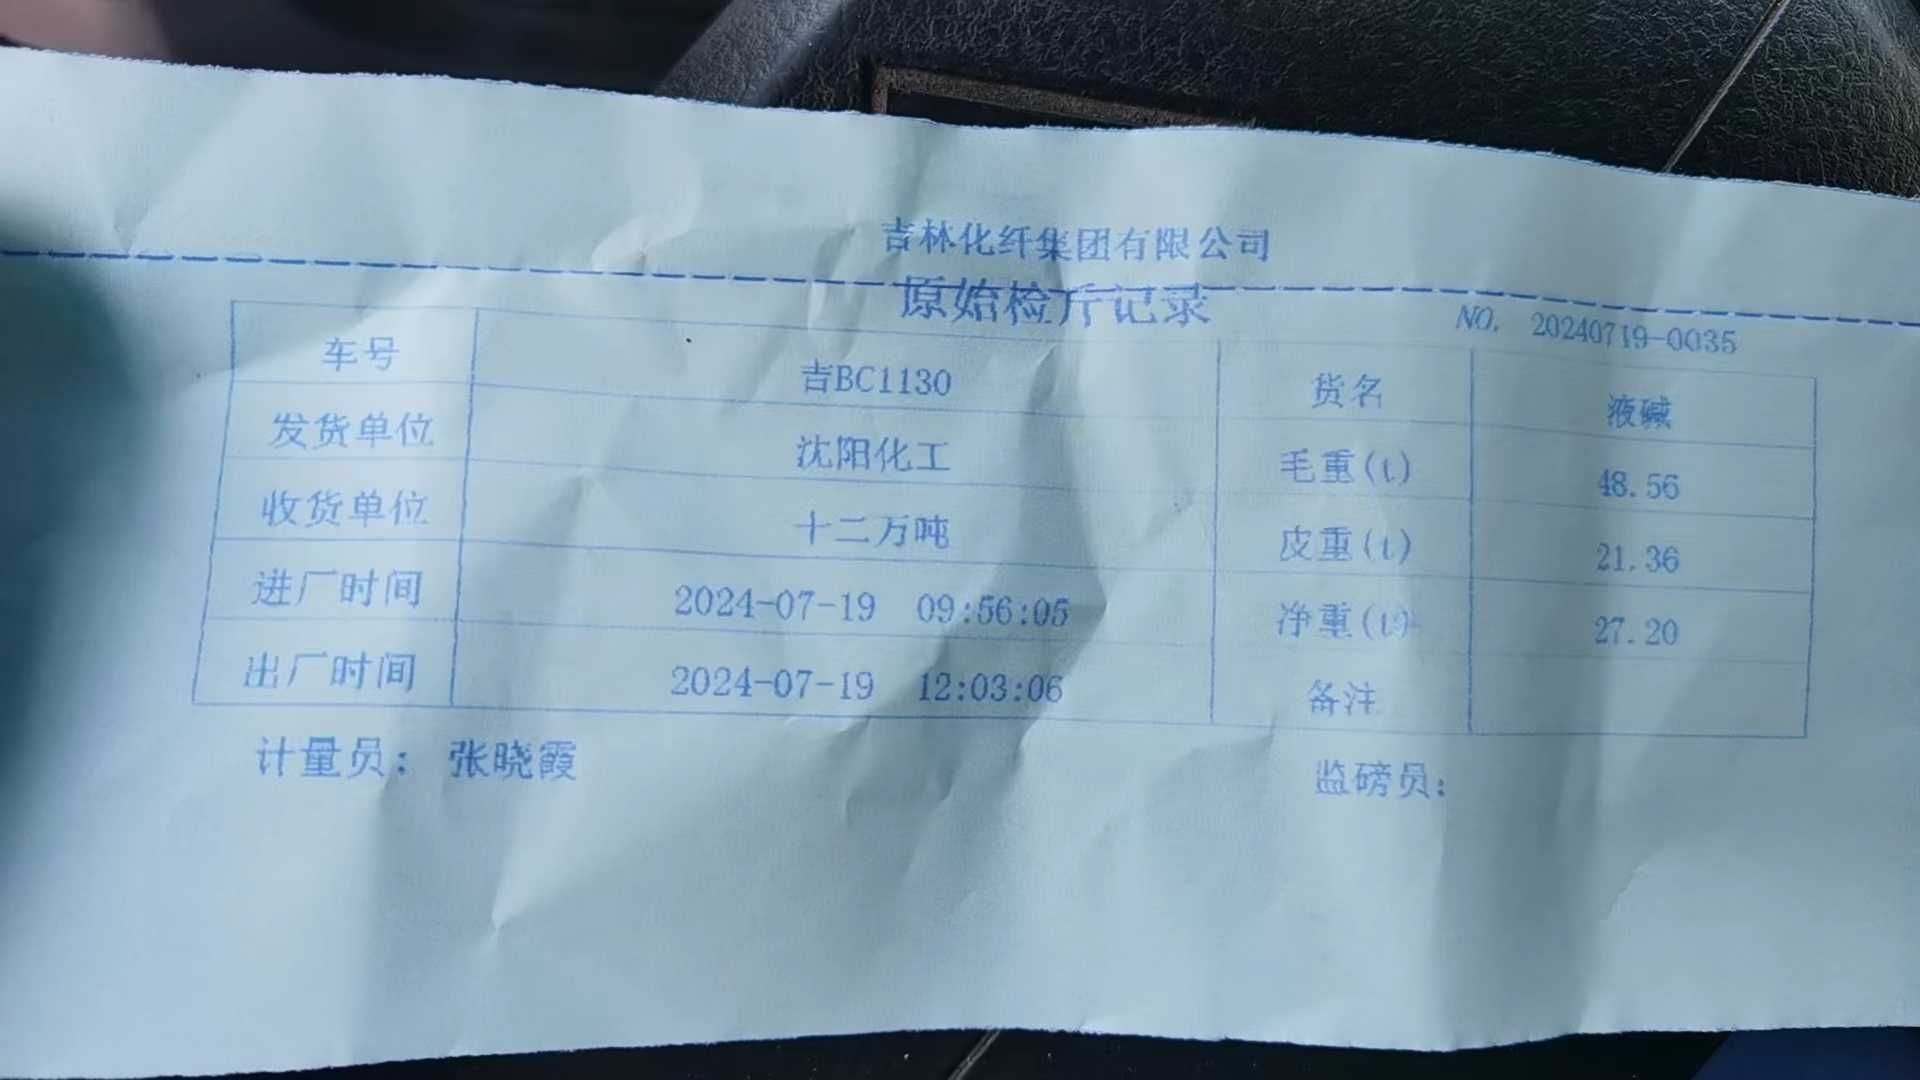 吉林化纤集团有限公司
原始检斤记录
NO. 20240719-0035
车号 吉BC1130 货名 液碱
发货单位 沈阳化工 毛重(t) 48.56
收货单位 十二万吨 皮重(t) 21.36
进厂时间 2024-07-19 09:56:05 净重(t) 27.20
出厂时间 2024-07-19 12:03:06 备注
计量员: 张晓霞 监磅员: